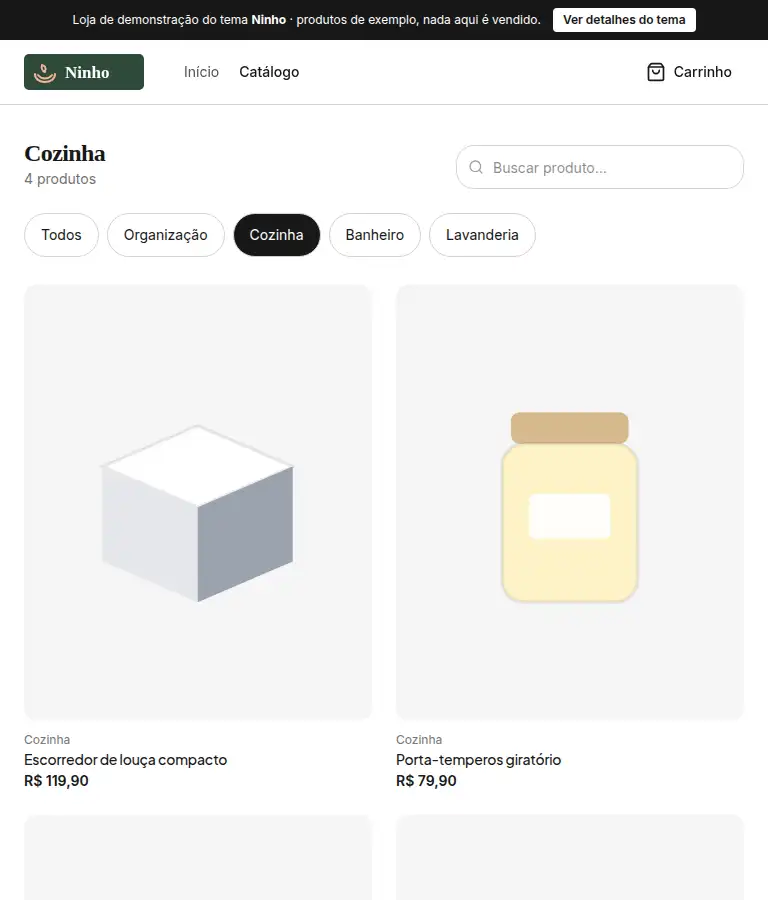 Loja de demonstração do tema Ninho · produtos de exemplo, nada aqui é vendido. Ver detalhes do tema
Ninho Início Catálogo Carrinho
Cozinha
4 produtos
Buscar produto...
Todos Organização Cozinha Banheiro Lavanderia
Cozinha
Escorredor de louça compacto
R$ 119,90
Cozinha
Porta-temperos giratório
R$ 79,90